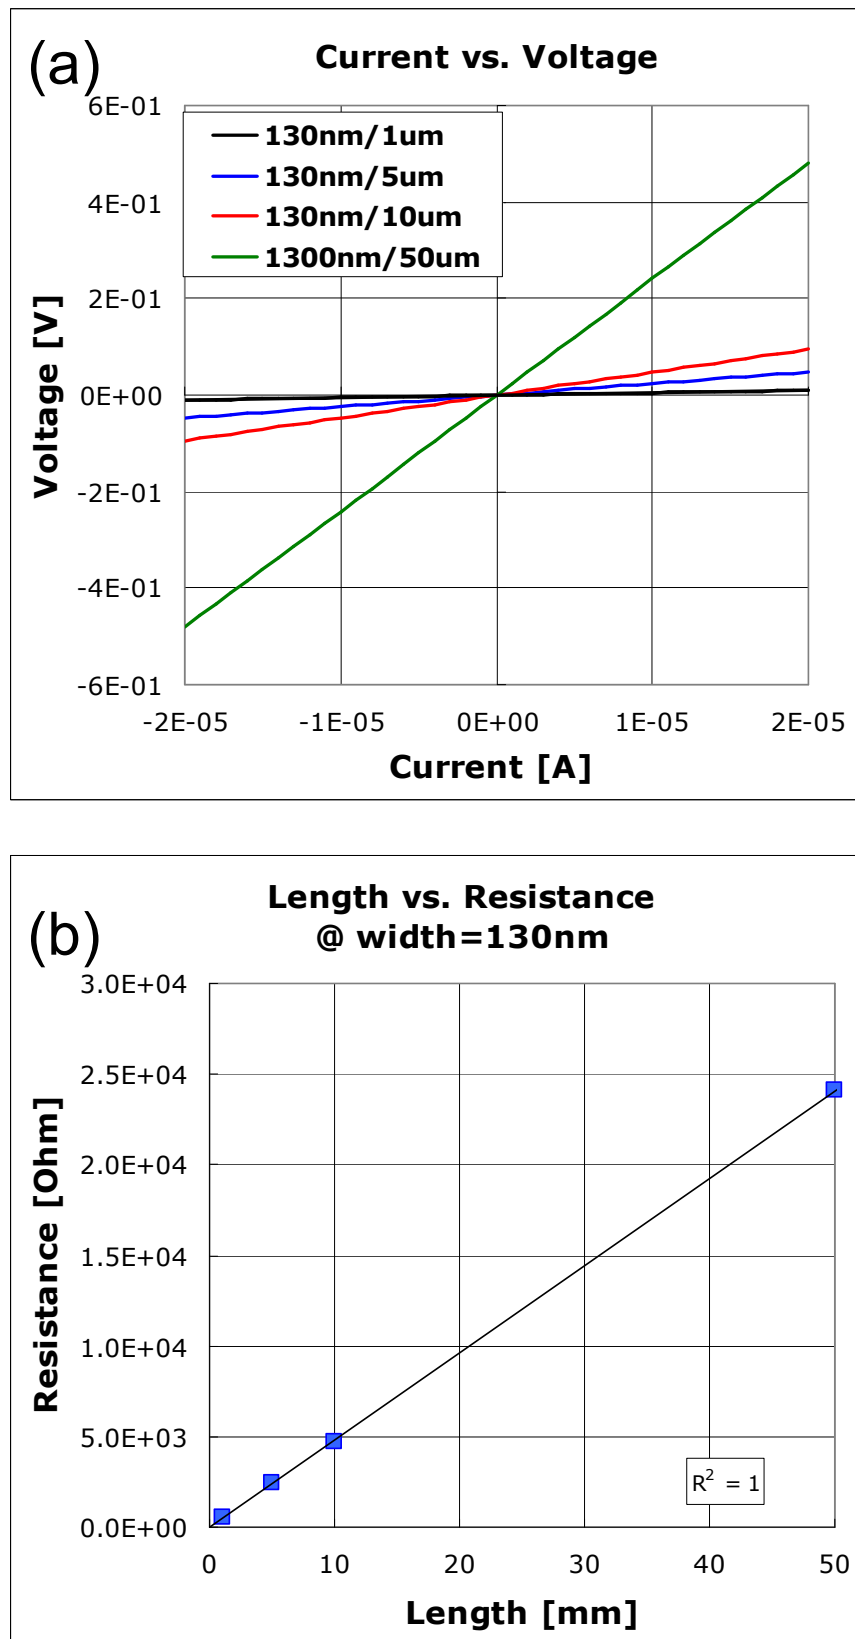 (a)
Current vs. Voltage
6E-01
4E-01
2E-01
0E+00
-2E-01
-4E-01
-6E-01
Voltage [V]
130nm/1um
130nm/5um
130nm/10um
1300nm/50um
-2E-05 -1E-05 0E+00 1E-05 2E-05
Current [A]
(b)
Length vs. Resistance
@ width=130nm
3.0E+04
2.5E+04
2.0E+04
1.5E+04
1.0E+04
5.0E+03
0.0E+00
Resistance [Ohm]
R² = 1
0 10 20 30 40 50
Length [mm]